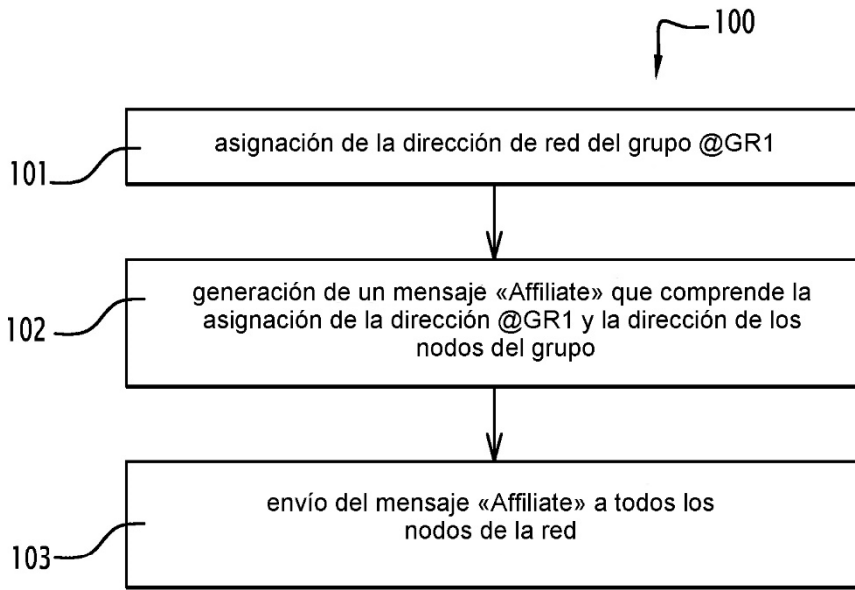 100
101
asignación de la dirección de red del grupo @GR1
102
generación de un mensaje «Affiliate» que comprende la
asignación de la dirección @GR1 y la dirección de los
nodos del grupo
103
envío del mensaje «Affiliate» a todos los
nodos de la red